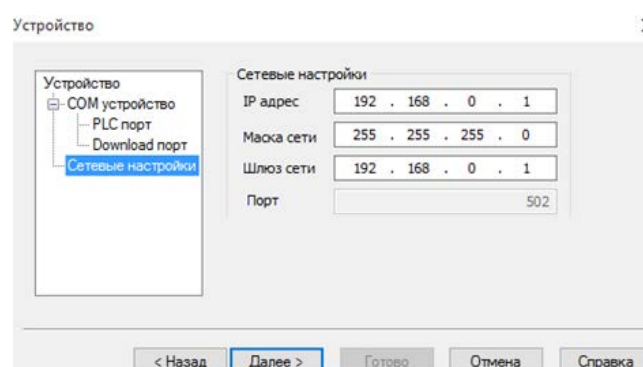 Устройство
Устройство
COM устройство
PLC порт
Download порт
Сетевые настройки
Сетевые настройки
IP адрес 192 . 168 . 0 . 1
Маска сети 255 . 255 . 255 . 0
Шлюз сети 192 . 168 . 0 . 1
Порт 502
< Назад Далее > Готово Отмена Справка